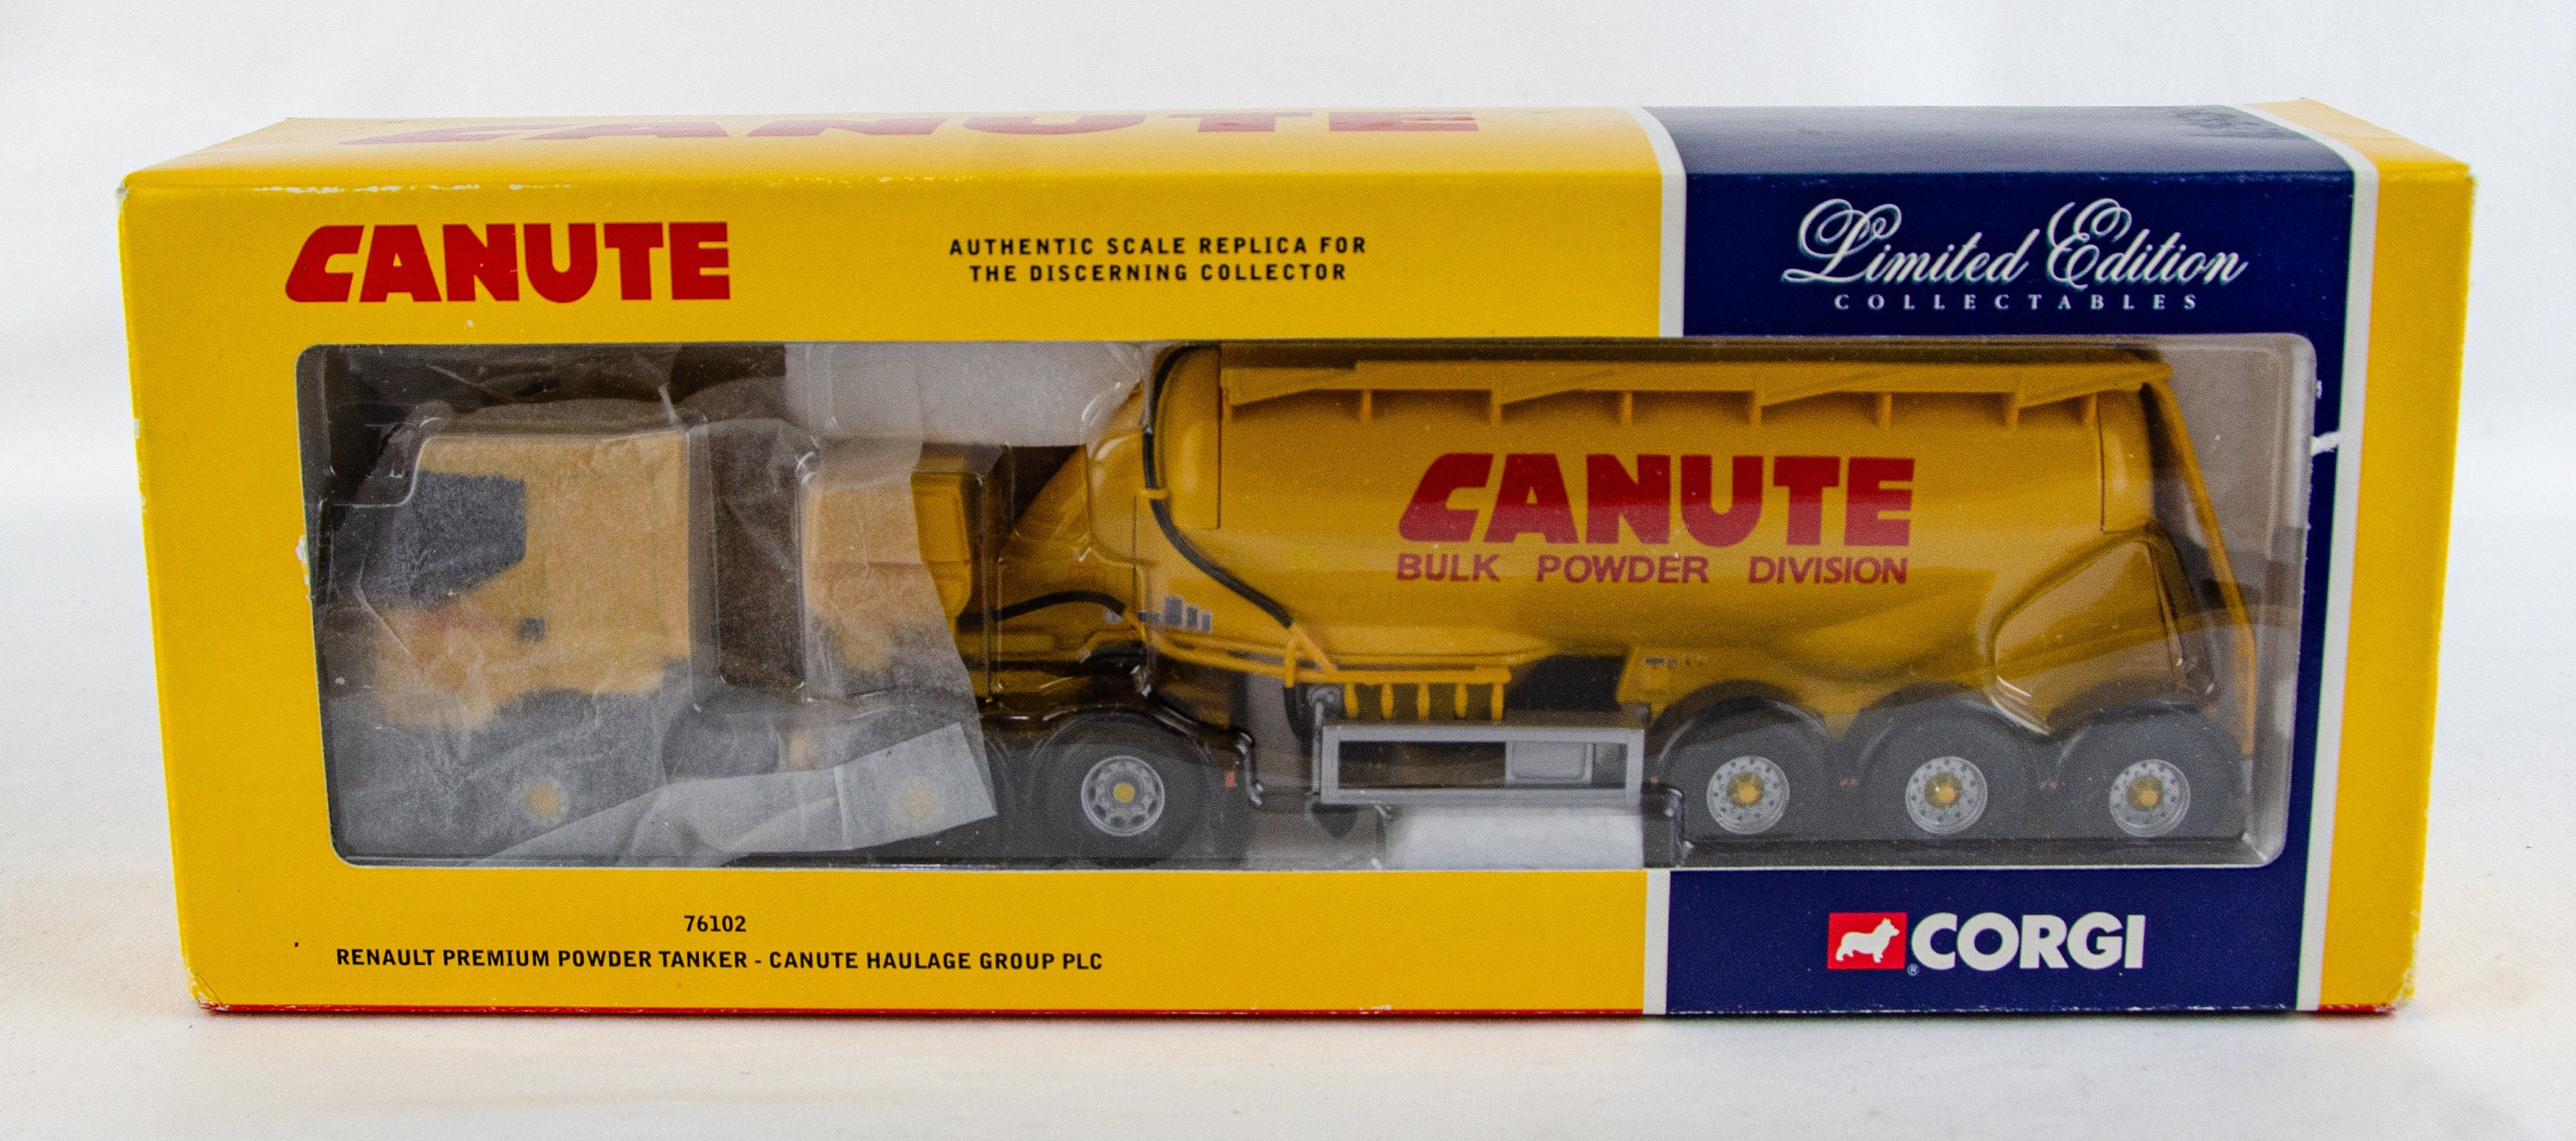 CANUTE
CANUTE
AUTHENTIC SCALE REPLICA FOR
THE DISCERNING COLLECTOR
Limited Edition
COLLECTABLES
CANUTE
BULK POWDER DIVISION
76102
RENAULT PREMIUM POWDER TANKER - CANUTE HAULAGE GROUP PLC
®CORGI